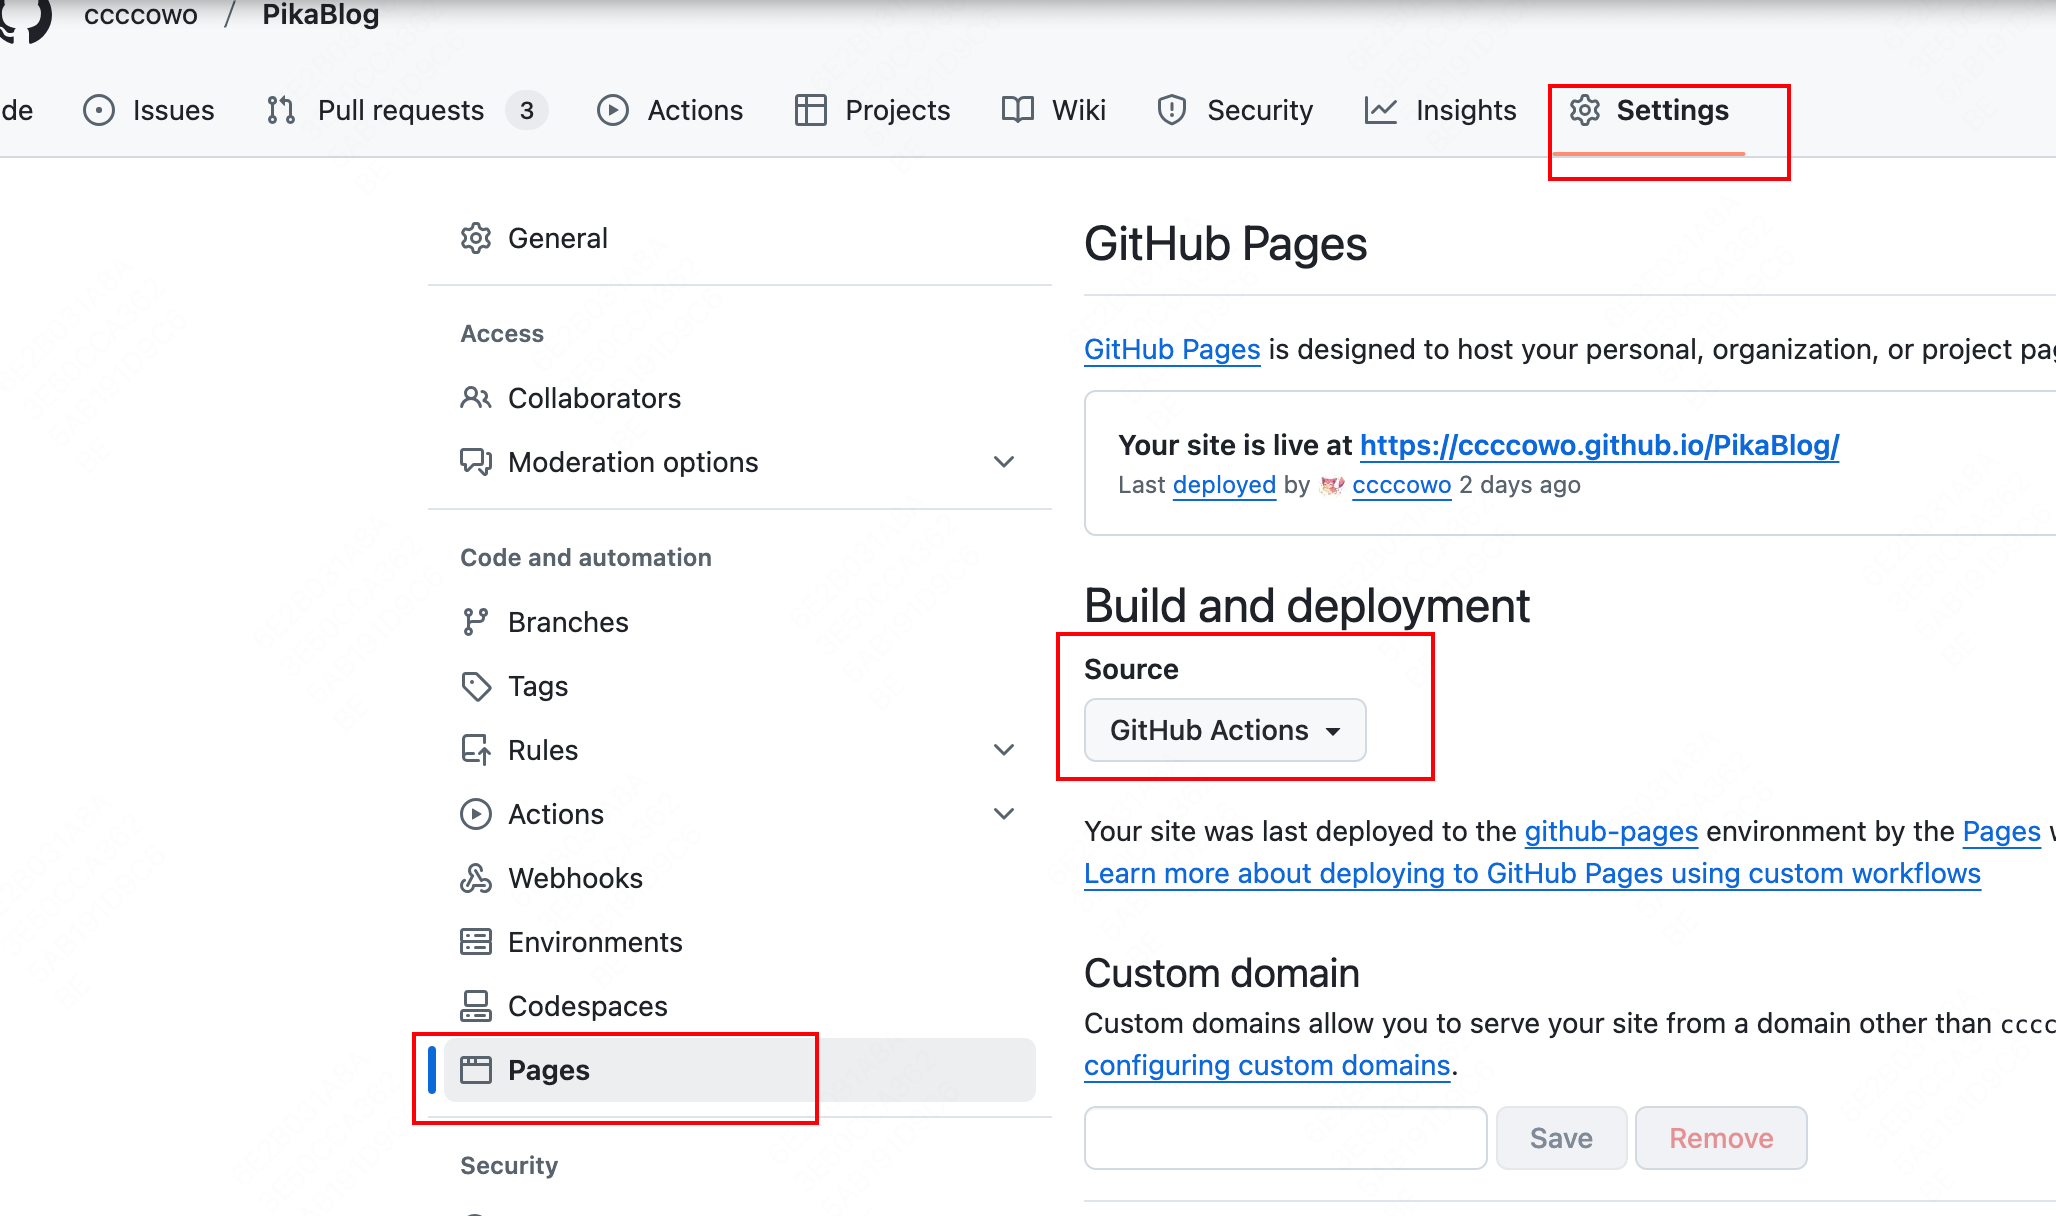 ccccowo / PikaBlog
de Issues Pull requests 3 Actions Projects Wiki Security Insights Settings
General
Access
Collaborators
Moderation options
Code and automation
Branches
Tags
Rules
Actions
Webhooks
Environments
Codespaces
Pages
Security
GitHub Pages
GitHub Pages is designed to host your personal, organization, or project pag
Your site is live at https://ccccowo.github.io/PikaBlog/
Last deployed by ccccowo 2 days ago
Build and deployment
Source
GitHub Actions
Your site was last deployed to the github-pages environment by the Pages
Learn more about deploying to GitHub Pages using custom workflows
Custom domain
Custom domains allow you to serve your site from a domain other than cccc
configuring custom domains.
Save Remove